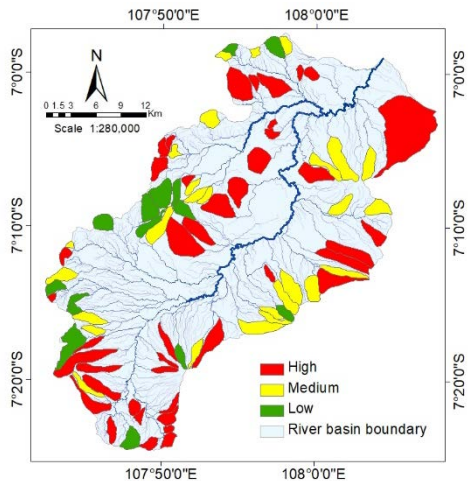 107°50'0"E 108°0'0"E
N
0 1.5 3 6 9 12
Km
Scale 1:280,000
7°0'0"S 7°0'0"S
7°10'0"S 7°10'0"S
7°20'0"S 7°20'0"S
High
Medium
Low
River basin boundary
107°50'0"E 108°0'0"E